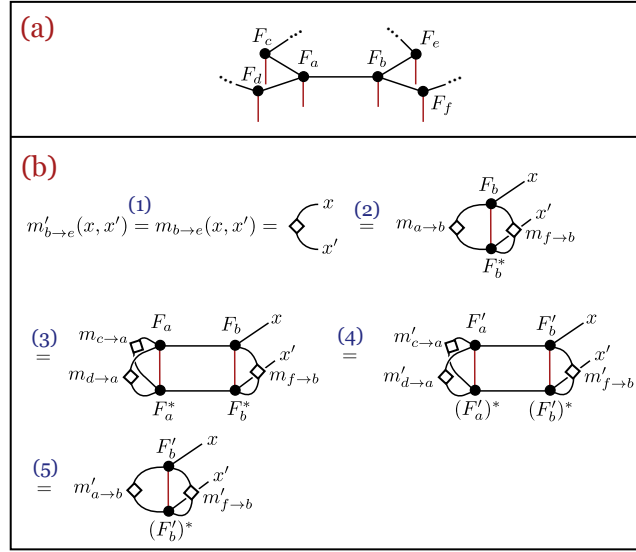 (a)
F_c F_e
F_a F_b
F_d F_f
(b)
m'_{b→e}(x, x') (1) = m_{b→e}(x, x') = x x' (2) = m_{a→b} F_b x x' m_{f→b} F_b^*
(3) = m_{c→a} m_{d→a} F_a F_b x x' m_{f→b} F_a^* F_b^* (4) = m'_{c→a} m'_{d→a} F'_a F'_b x x' m'_{f→b} (F'_a)^* (F'_b)^*
(5) = m'_{a→b} F'_b x x' m'_{f→b} (F'_b)^*